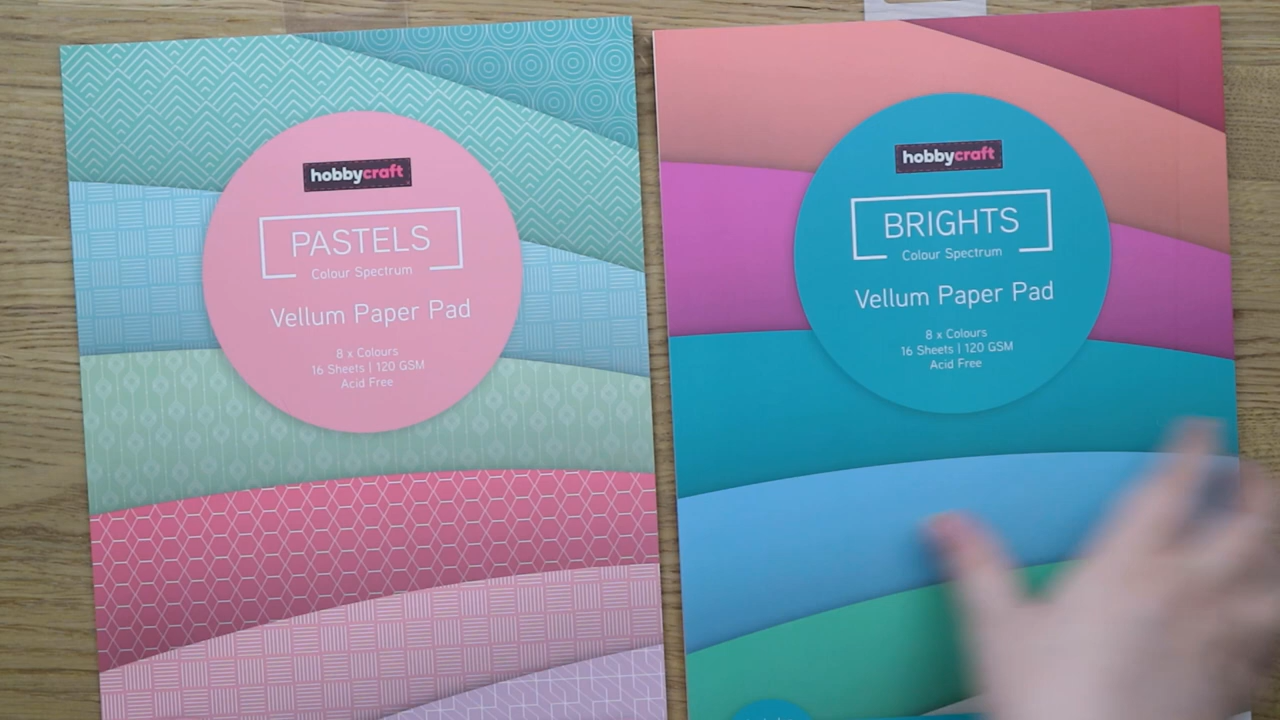 hobbycraft
PASTELS
Colour Spectrum
Vellum Paper Pad
8 x Colours
16 Sheets | 120 GSM
Acid Free
hobbycraft
BRIGHTS
Colour Spectrum
Vellum Paper Pad
8 x Colours
16 Sheets | 120 GSM
Acid Free